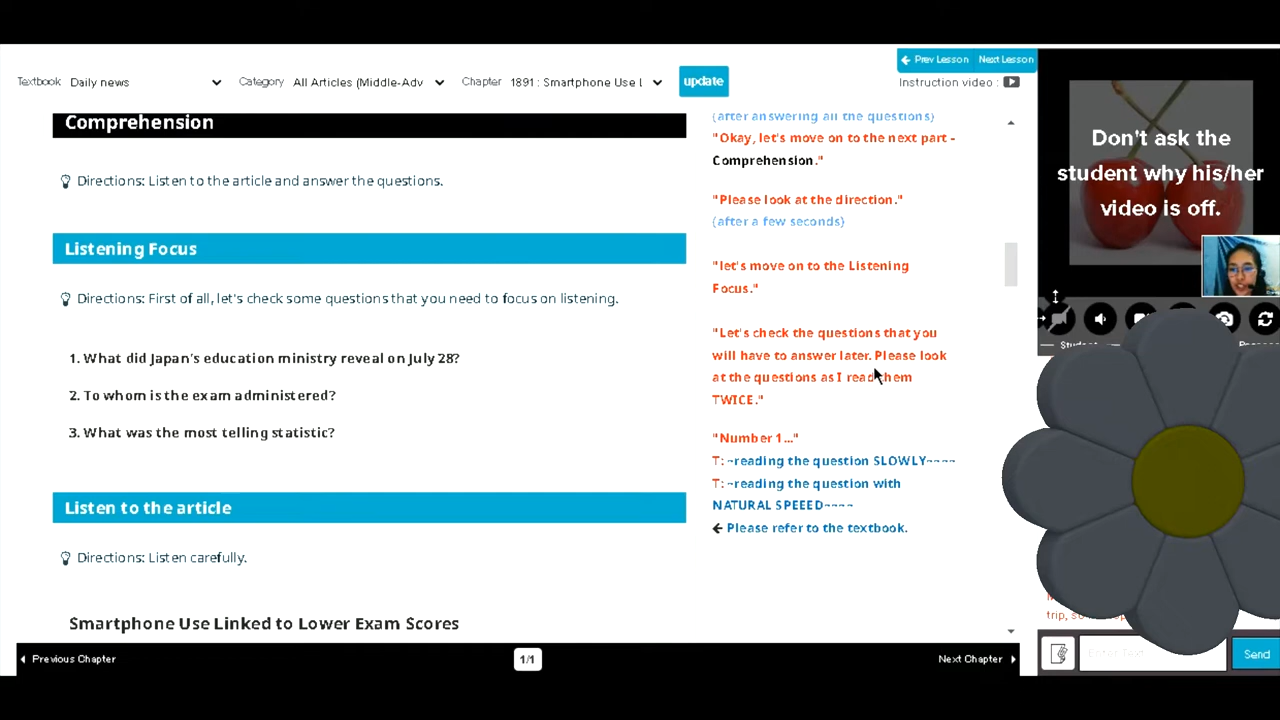 Textbook Daily news Category All Articles (Middle-Adv Chapter 1891 : Smartphone Use L update
Prev Lesson Next Lesson
Instruction video :
Comprehension
Directions: Listen to the article and answer the questions.
Listening Focus
Directions: First of all, let's check some questions that you need to focus on listening.
1. What did Japan's education ministry reveal on July 28?
2. To whom is the exam administered?
3. What was the most telling statistic?
Listen to the article
Directions: Listen carefully.
Smartphone Use Linked to Lower Exam Scores
(after answering all the questions)
"Okay, let's move on to the next part -
Comprehension."
"Please look at the direction."
(after a few seconds)
"let's move on to the Listening
Focus."
"Let's check the questions that you
will have to answer later. Please look
at the questions as I read them
TWICE."
"Number 1..."
T: ~reading the question SLOWLY~~~~
T: ~reading the question with
NATURAL SPEEED~~~~
Please refer to the textbook.
Don't ask the
student why his/her
video is off.
Student
trip,
Enter Text
Send
Previous Chapter
1/1
Next Chapter